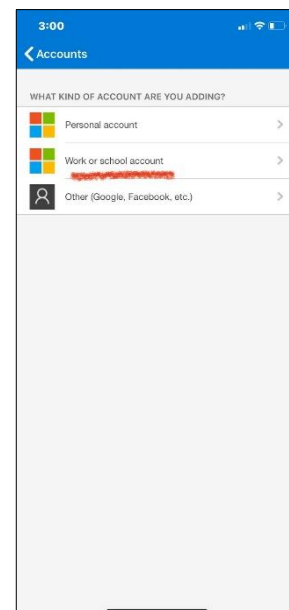 3:00
Accounts
WHAT KIND OF ACCOUNT ARE YOU ADDING?
Personal account
Work or school account
Other (Google, Facebook, etc.)